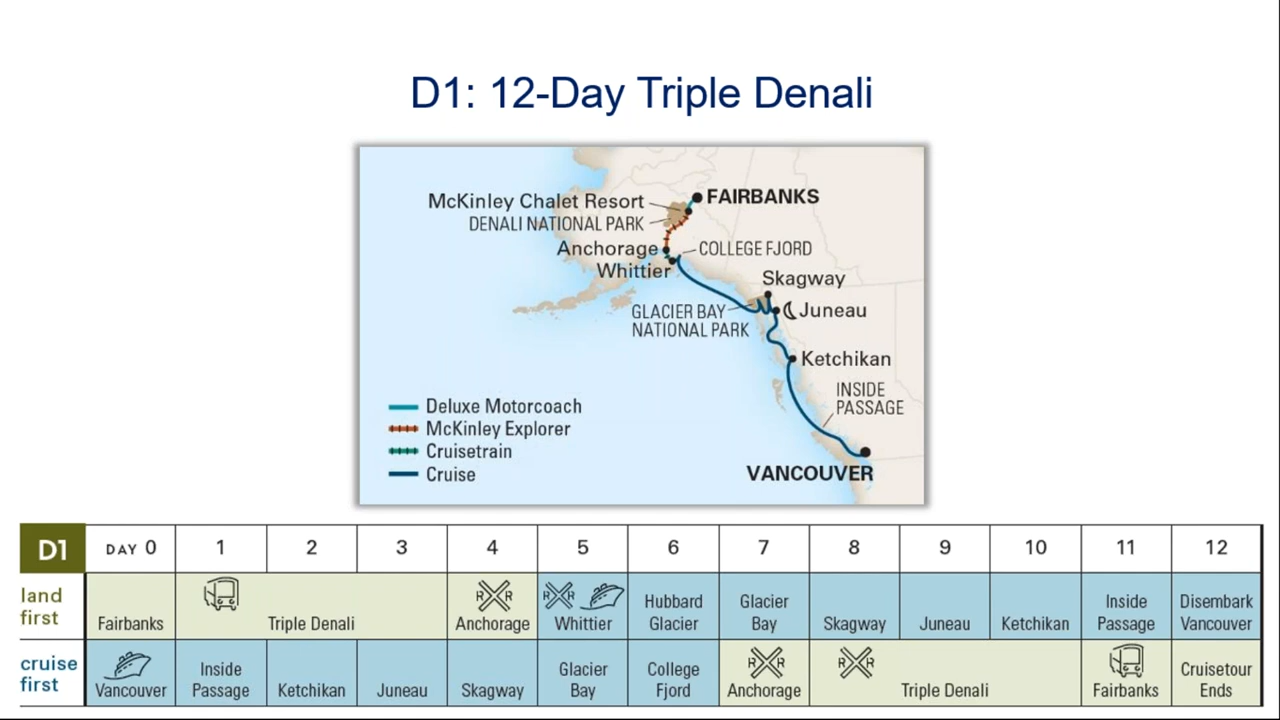 D1: 12-Day Triple Denali
McKinley Chalet Resort
FAIRBANKS
DENALI NATIONAL PARK
Anchorage
COLLEGE FJORD
Whittier
Skagway
GLACIER BAY
NATIONAL PARK
Juneau
Ketchikan
INSIDE
PASSAGE
Deluxe Motorcoach
McKinley Explorer
Cruisetrain
Cruise
VANCOUVER
D1 DAY 0 1 2 3 4 5 6 7 8 9 10 11 12
land
first
Fairbanks
Triple Denali
Anchorage
Whittier
Hubbard
Glacier
Glacier
Bay
Skagway
Juneau
Ketchikan
Inside
Passage
Disembark
Vancouver
cruise
first
Vancouver
Inside
Passage
Ketchikan
Juneau
Skagway
Glacier
Bay
College
Fjord
Anchorage
Triple Denali
Fairbanks
Cruisetour
Ends